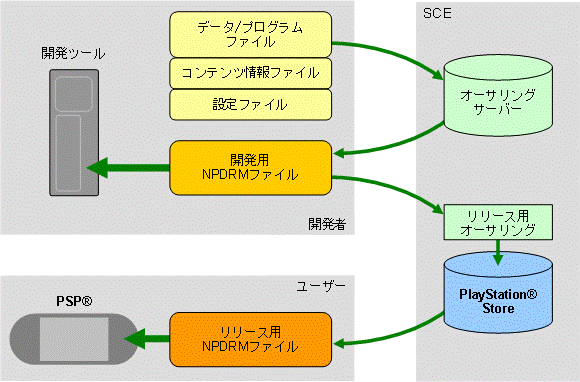 SCE
開発ツール
データ/プログラム
ファイル
コンテンツ情報ファイル
設定ファイル
オーサリング
サーバー
開発用
NPDRMファイル
開発者
リリース用
オーサリング
PlayStation®
Store
ユーザー
PSP®
リリース用
NPDRMファイル